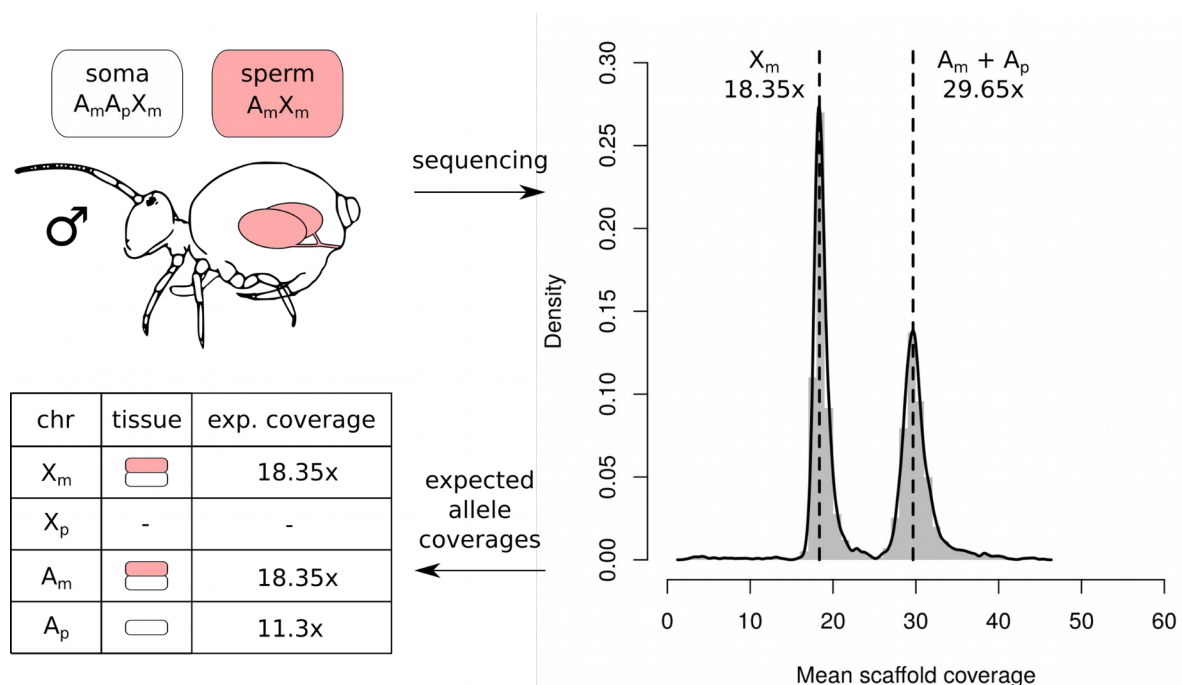 soma
AₘAₚXₘ
sperm
AₘXₘ
♂
sequencing
Xₘ
18.35x
Aₘ + Aₚ
29.65x
0.30
0.25
0.20
0.15
0.10
0.05
0.00
Density
0 10 20 30 40 50 60
Mean scaffold coverage
expected
allele
coverages
chr tissue exp. coverage
Xₘ 18.35x
Xₚ - -
Aₘ 18.35x
Aₚ 11.3x